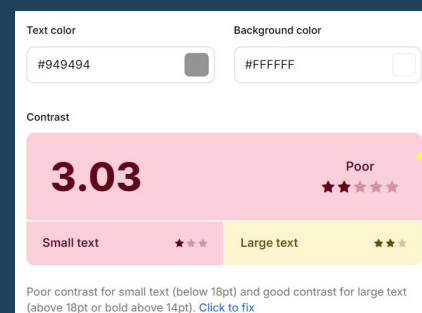 Text color
Background color
#949494
#FFFFFF
Contrast
3.03
Poor
Small text
Large text
Poor contrast for small text (below 18pt) and good contrast for large text
(above 18pt or bold above 14pt). Click to fix